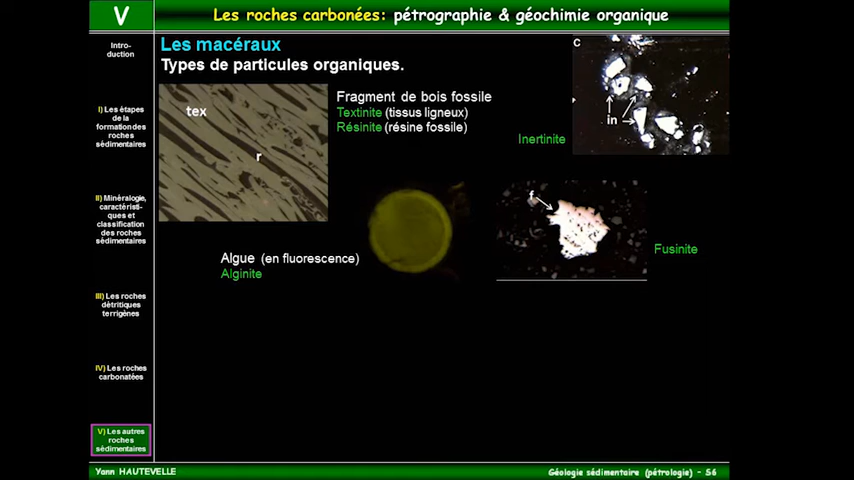 V
Les roches carbonées: pétrographie & géochimie organique
Intro-
duction
I) Les étapes
de la
formation des
roches
sédimentaires
II) Minéralogie,
caractéristi-
ques et
classification
des roches
sédimentaires
III) Les roches
détritiques
terrigènes
IV) Les roches
carbonatées
V) Les autres
roches
sédimentaires
Les macéraux
Types de particules organiques.
tex
r
Fragment de bois fossile
Textinite (tissus ligneux)
Résinite (résine fossile)
C
in
Inertinite
Algue (en fluorescence)
Alginite
f
Fusinite
Yann HAUTEVELLE
Géologie sédimentaire (pétrologie) - 56